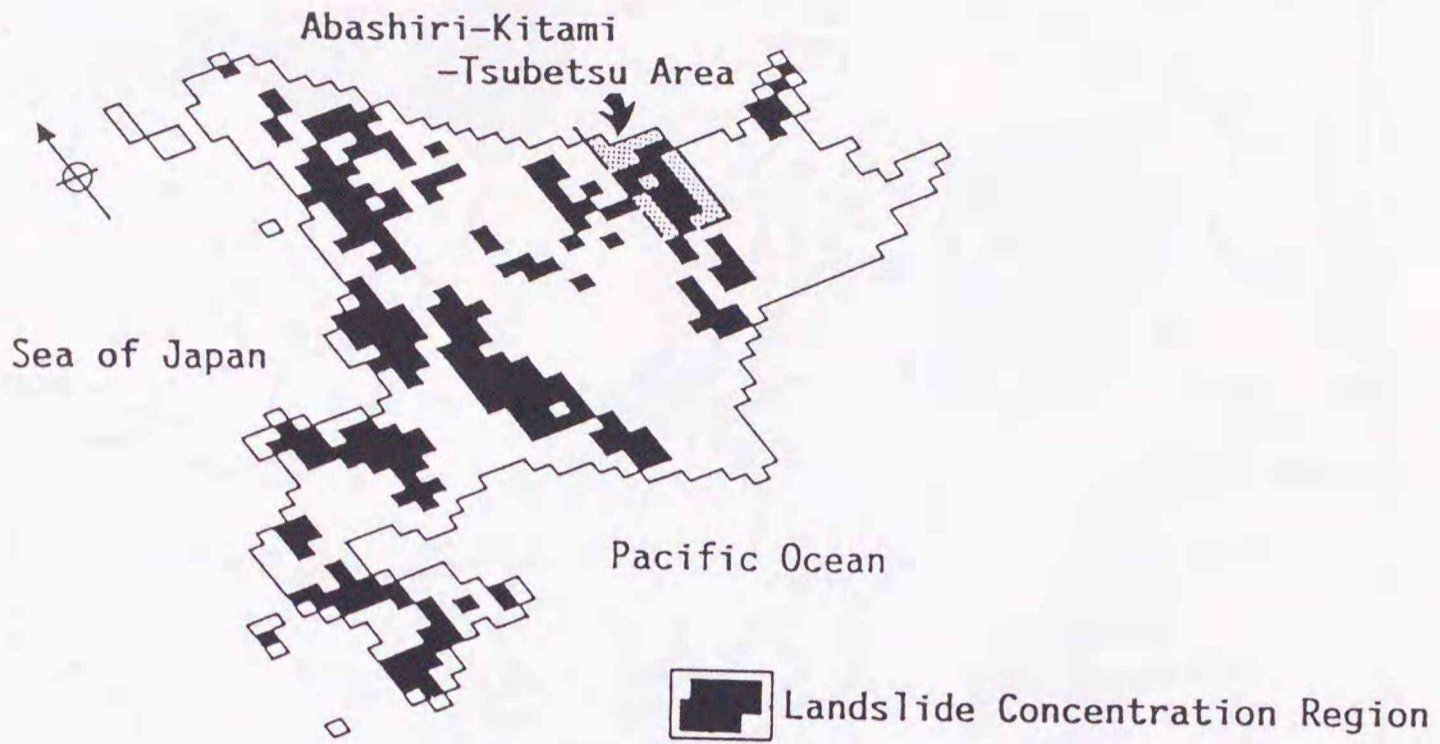 Abashiri-Kitami
-Tsubetsu Area
Sea of Japan
Pacific Ocean
Landslide Concentration Region